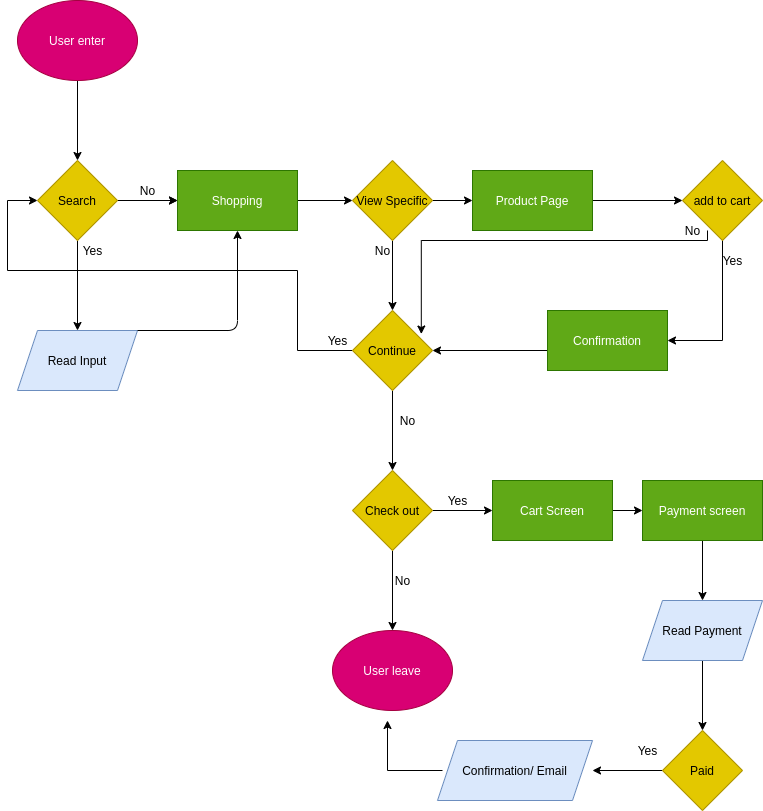 User enter
Search
No
Shopping
View Specific
Product Page
add to cart
Yes
No
No
Yes
Read Input
Yes
Continue
Confirmation
No
Check out
Yes
Cart Screen
Payment screen
No
Read Payment
User leave
Yes
Confirmation/ Email
Paid